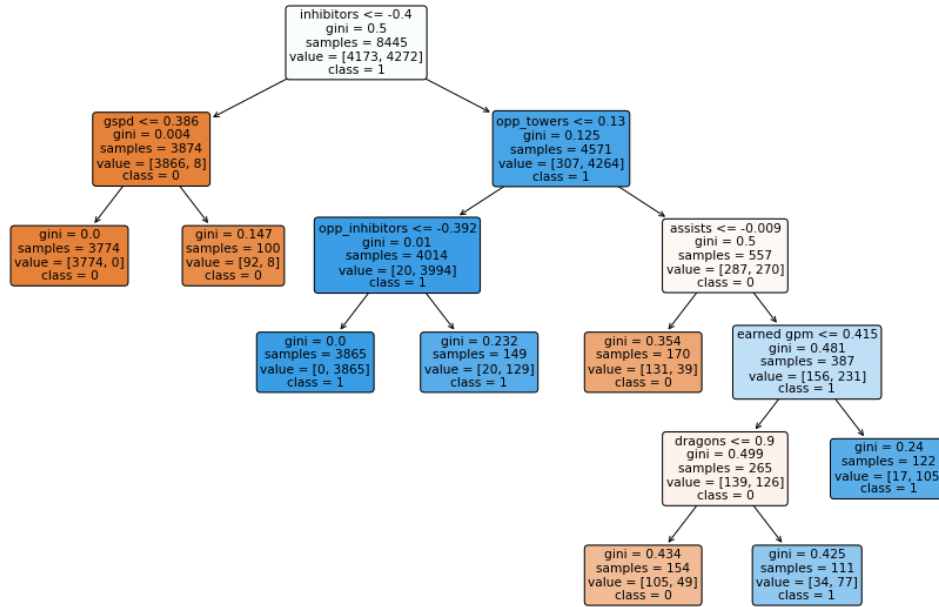 inhibitors <= -0.4
gini = 0.5
samples = 8445
value = [4173, 4272]
class = 1
gspd <= 0.386
gini = 0.004
samples = 3874
value = [3866, 8]
class = 0
opp_towers <= 0.13
gini = 0.125
samples = 4571
value = [307, 4264]
class = 1
gini = 0.0
samples = 3774
value = [3774, 0]
class = 0
gini = 0.147
samples = 100
value = [92, 8]
class = 0
opp_inhibitors <= -0.392
gini = 0.01
samples = 4014
value = [20, 3994]
class = 1
assists <= -0.009
gini = 0.5
samples = 557
value = [287, 270]
class = 0
gini = 0.0
samples = 3865
value = [0, 3865]
class = 1
gini = 0.232
samples = 149
value = [20, 129]
class = 1
gini = 0.354
samples = 170
value = [131, 39]
class = 0
earned gpm <= 0.415
gini = 0.481
samples = 387
value = [156, 231]
class = 1
dragons <= 0.9
gini = 0.499
samples = 265
value = [139, 126]
class = 0
gini = 0.24
samples = 122
value = [17, 105]
class = 1
gini = 0.434
samples = 154
value = [105, 49]
class = 0
gini = 0.425
samples = 111
value = [34, 77]
class = 1